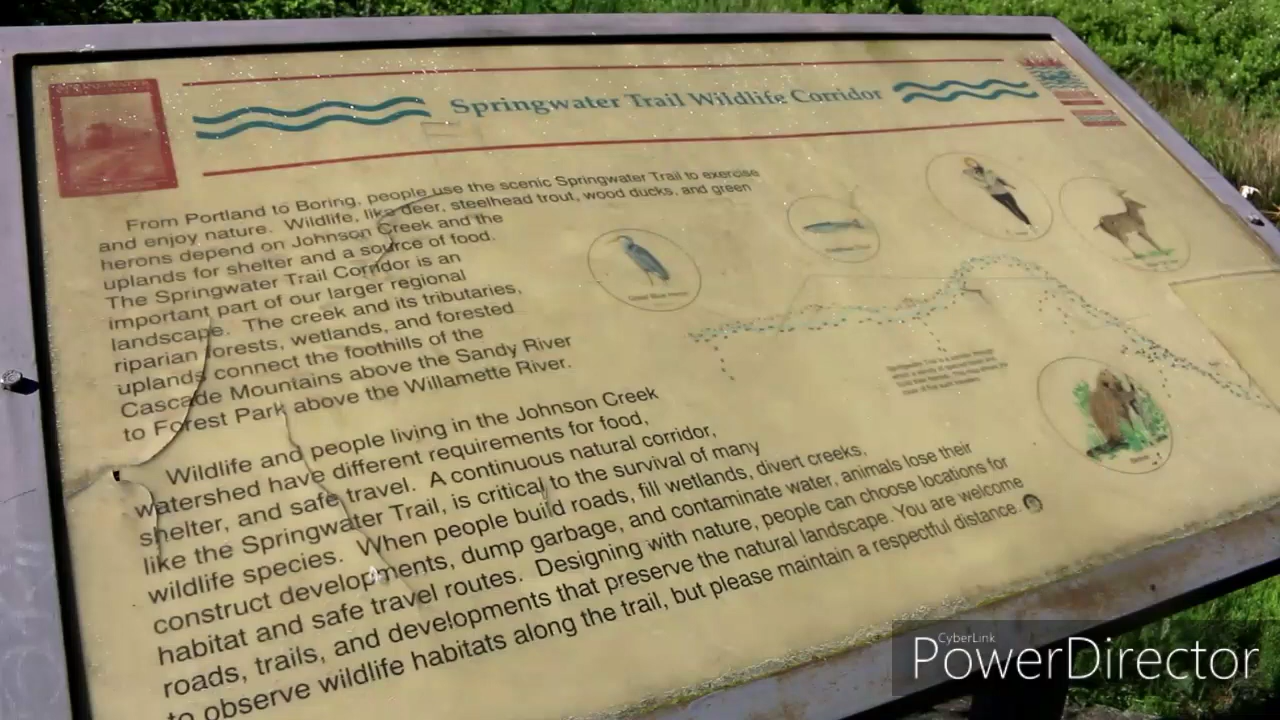 Springwater Trail Wildlife Corridor
From Portland to Boring, people use the scenic Springwater Trail to exercise
and enjoy nature. Wildlife, like deer, steelhead trout, wood ducks, and green
herons depend on Johnson Creek and the
uplands for shelter and a source of food.
The Springwater Trail Corridor is an
important part of our larger regional
landscape. The creek and its tributaries,
riparian forests, wetlands, and forested
uplands connect the foothills of the
Cascade Mountains above the Sandy River
to Forest Park above the Willamette River.
Wildlife and people living in the Johnson Creek
watershed have different requirements for food,
shelter, and safe travel. A continuous natural corridor,
like the Springwater Trail, is critical to the survival of many
wildlife species. When people build roads, fill wetlands, divert creeks,
construct developments, dump garbage, and contaminate water, animals lose their
habitat and safe travel routes. Designing with nature, people can choose locations for
roads, trails, and developments that preserve the natural landscape. You are welcome
to observe wildlife habitats along the trail, but please maintain a respectful distance.
CyberLink
PowerDirector